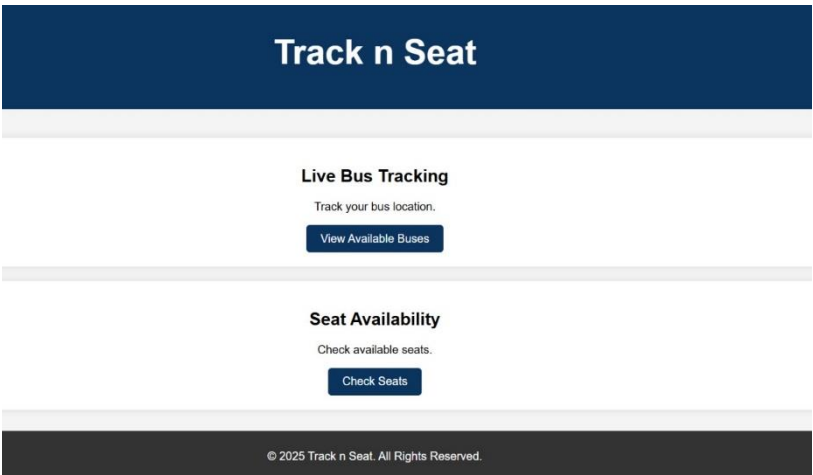 Track n Seat
Live Bus Tracking
Track your bus location.
View Available Buses
Seat Availability
Check available seats.
Check Seats
© 2025 Track n Seat. All Rights Reserved.